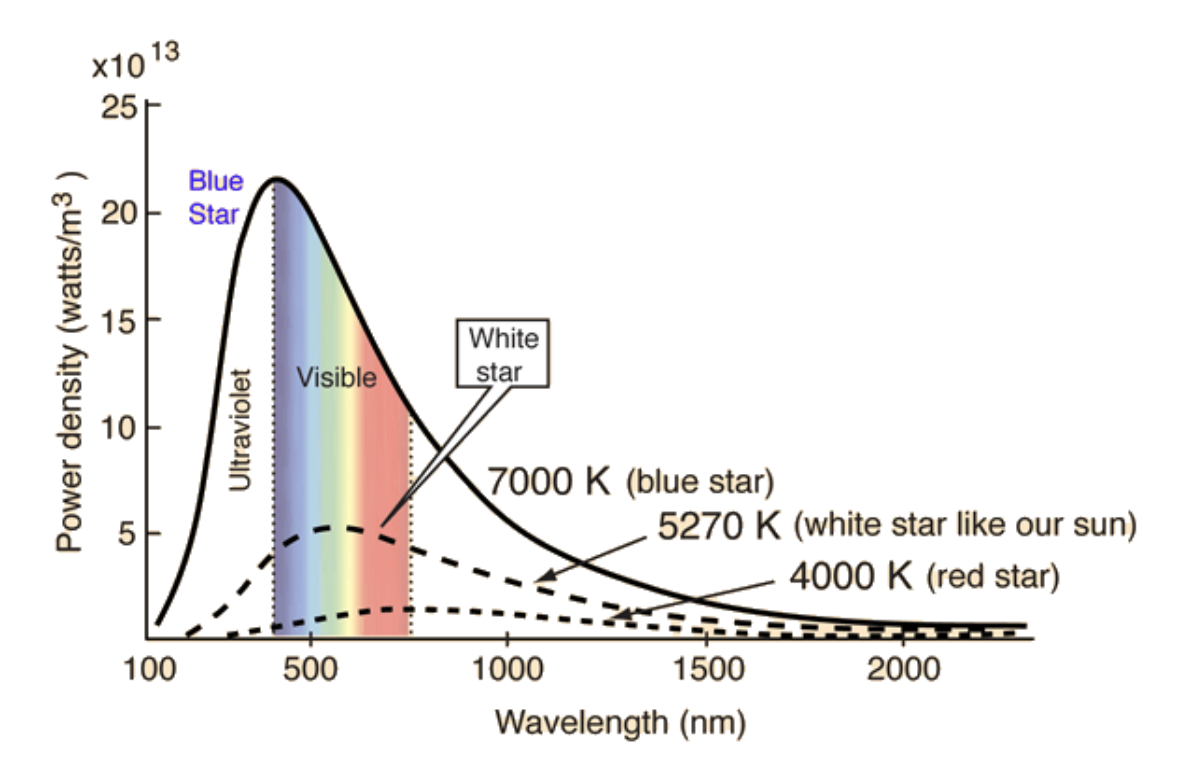 x10 13
25
20
15
10
5
Power density (watts/m3 )
Blue
Star
Ultraviolet
Visible
White
star
7000 K (blue star)
5270 K (white star like our sun)
4000 K (red star)
100 500 1000 1500 2000
Wavelength (nm)